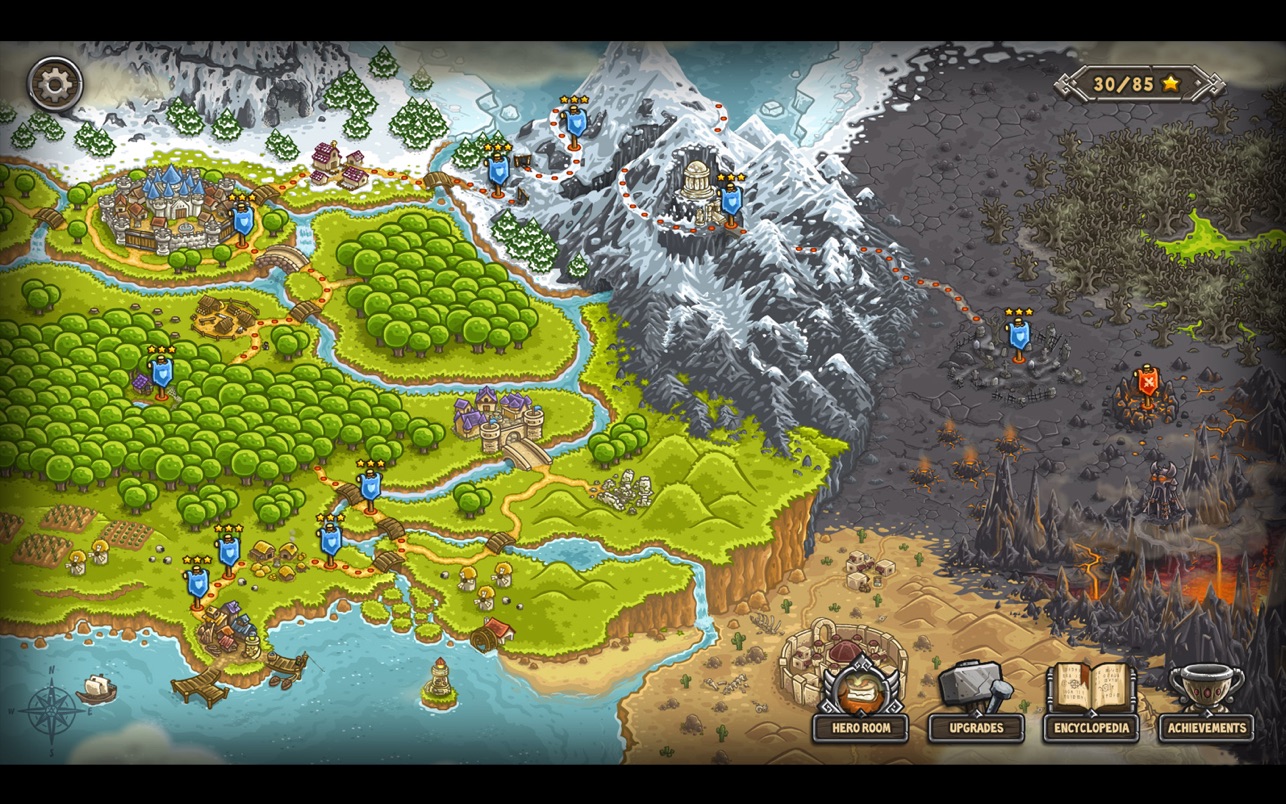 30/85
N
W
E
S
HERO ROOM
UPGRADES
ENCYCLOPEDIA
ACHIEVEMENTS